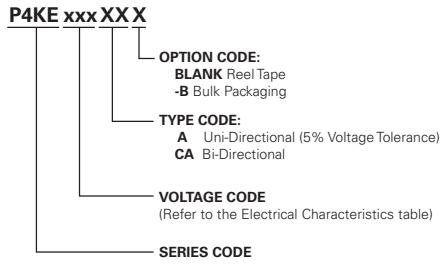 P4KE xxx XX X
OPTION CODE:
BLANK Reel Tape
-B Bulk Packaging
TYPE CODE:
A Uni-Directional (5% Voltage Tolerance)
CA Bi-Directional
VOLTAGE CODE
(Refer to the Electrical Characteristics table)
SERIES CODE